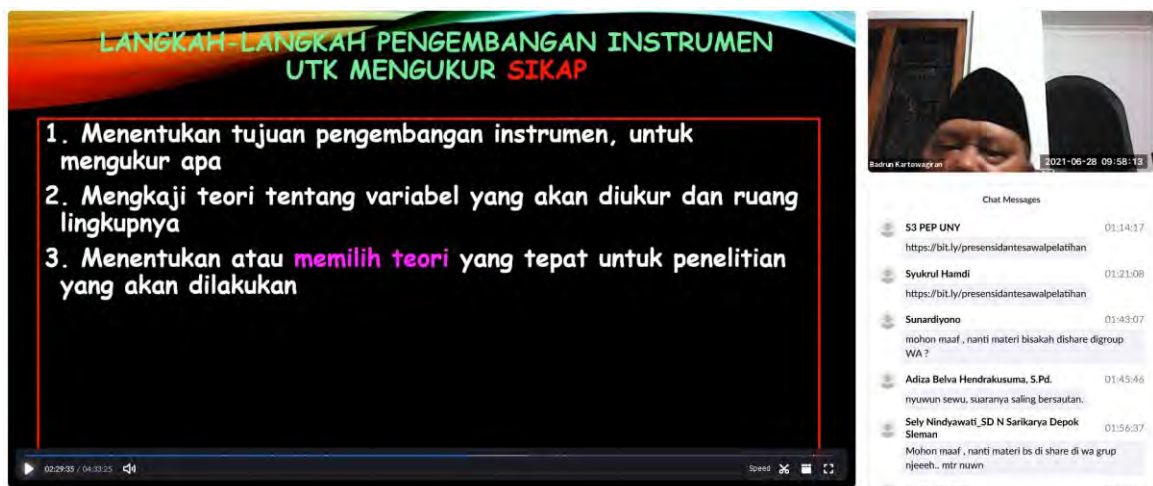 LANGKAH-LANGKAH PENGEMBANGAN INSTRUMEN
UTK MENGUKUR SIKAP
1. Menentukan tujuan pengembangan instrumen, untuk
mengukur apa
2. Mengkaji teori tentang variabel yang akan diukur dan ruang
lingkupnya
3. Menentukan atau memilih teori yang tepat untuk penelitian
yang akan dilakukan
02:29:35 / 04:33:25
Speed
Badrun Kartowagiran
2021-06-28 09:58:13
Chat Messages
S3 PEP UNY 01:14:17
https://bit.ly/presensidantesawalpelatihan
Syukrul Hamdi 01:21:08
https://bit.ly/presensidantesawalpelatihan
Sunardiyono 01:43:07
mohon maaf , nanti materi bisakah dishare digroup
WA ?
Adiza Belva Hendrakusuma, S.Pd. 01:45:46
nyuwun sewu, suaranya saling bersautan.
Sely Nindyawati_SD N Sarikarya Depok
Sleman 01:56:37
Mohon maaf , nanti materi bs di share di wa grup
njeeeh.. mtr nuwn